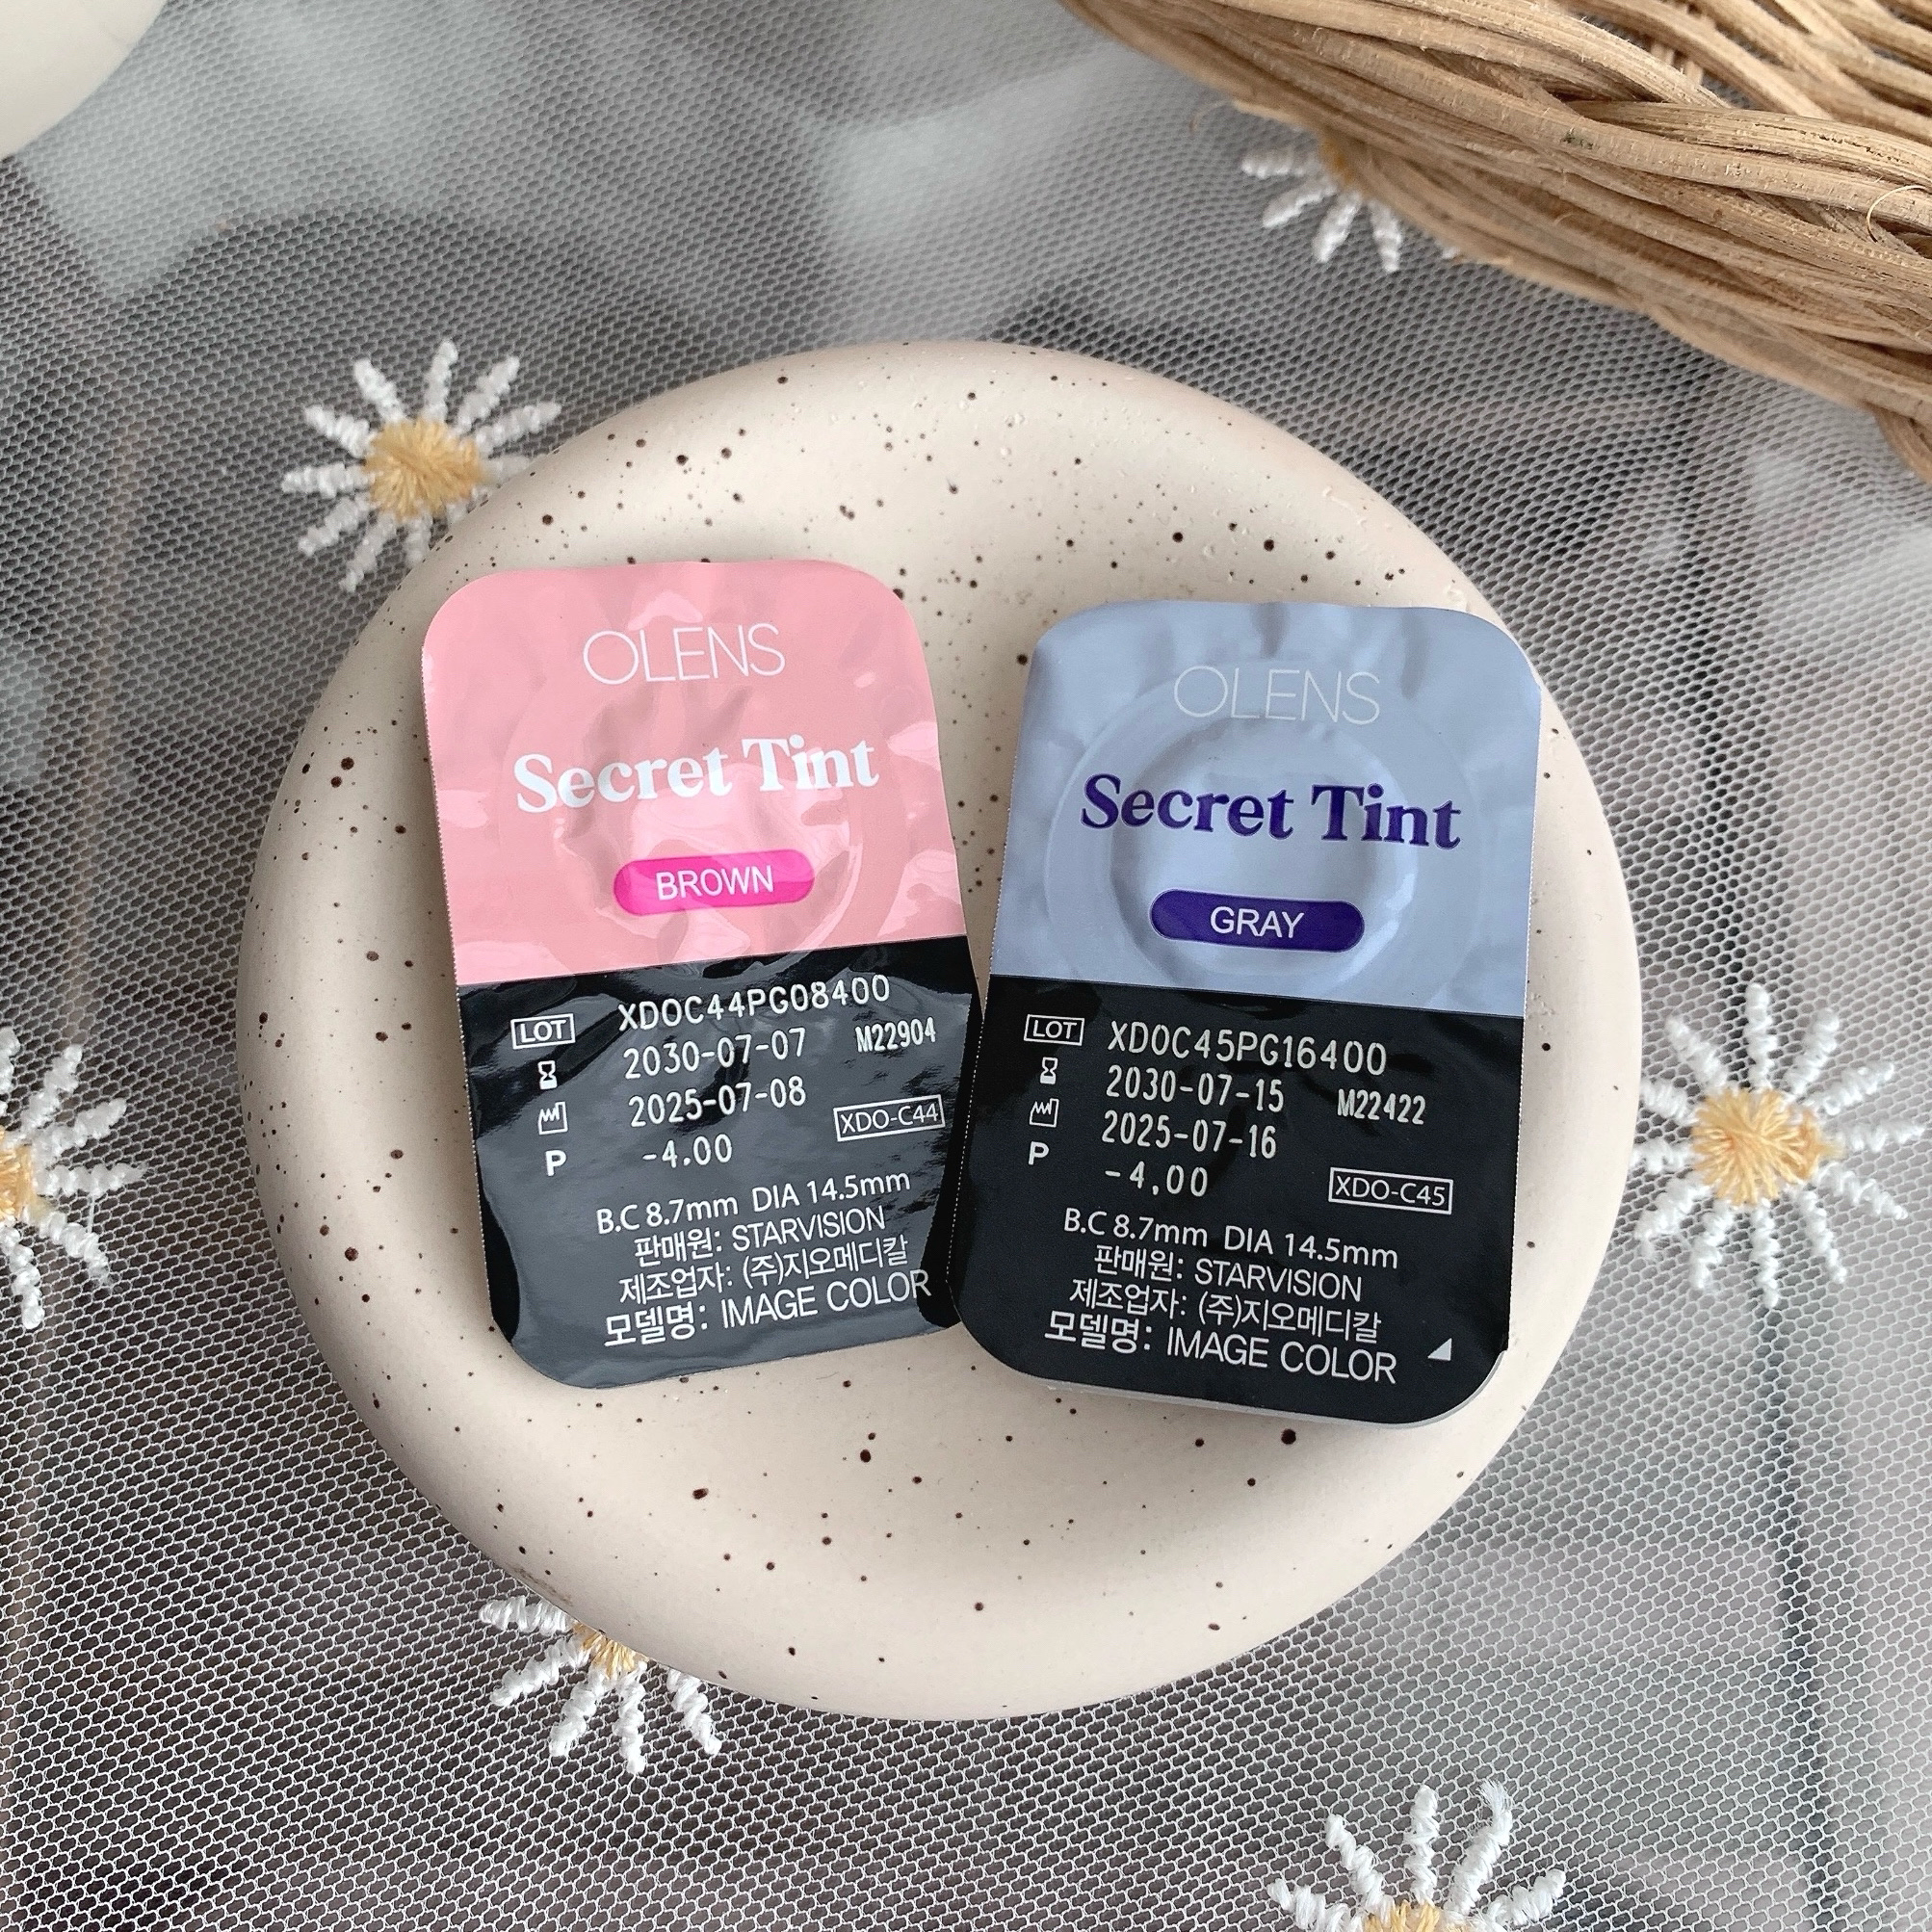 OLENS
Secret Tint
BROWN
LOT XDOC44PG08400
2030-07-07 M22904
2025-07-08
P -4.00 XDO-C44
B.C 8.7mm DIA 14.5mm
판매원: STARVISION
제조업자: (주)지오메디칼
모델명: IMAGE COLOR
OLENS
Secret Tint
GRAY
LOT XDOC45PG16400
2030-07-15 M22422
2025-07-16
P -4.00 XDO-C45
B.C 8.7mm DIA 14.5mm
판매원: STARVISION
제조업자: (주)지오메디칼
모델명: IMAGE COLOR